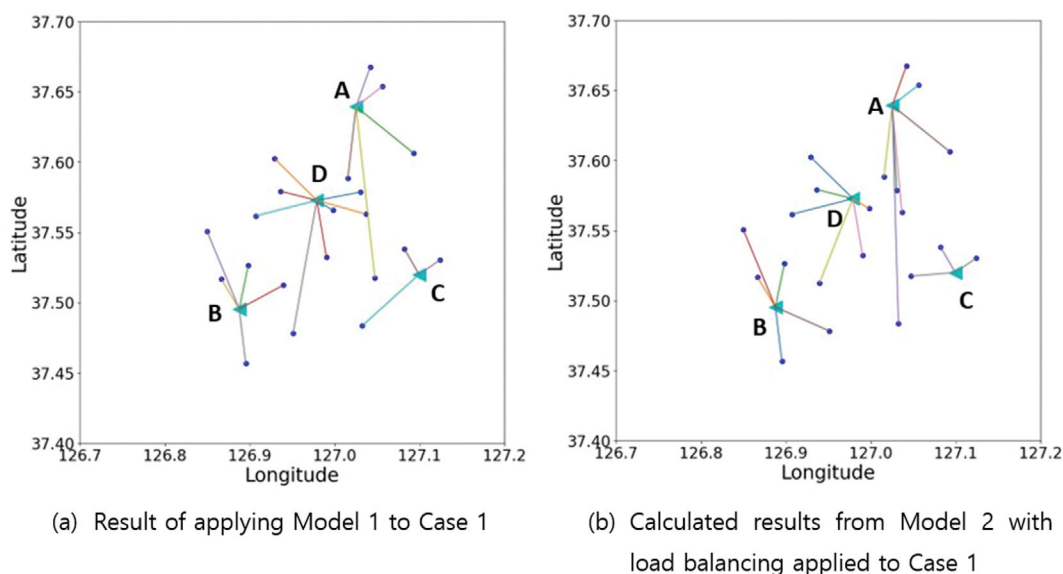 37.70
37.65
37.60
37.55
37.50
37.45
37.40
Latitude
A
D
B
C
126.7 126.8 126.9 127.0 127.1 127.2
Longitude
(a) Result of applying Model 1 to Case 1
37.70
37.65
37.60
37.55
37.50
37.45
37.40
Latitude
A
D
B
C
126.7 126.8 126.9 127.0 127.1 127.2
Longitude
(b) Calculated results from Model 2 with
load balancing applied to Case 1